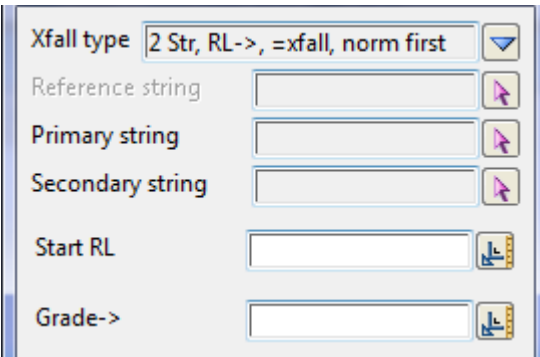 Xfall type 2 Str, RL->, =xfall, norm first
Reference string
Primary string
Secondary string
Start RL
Grade->